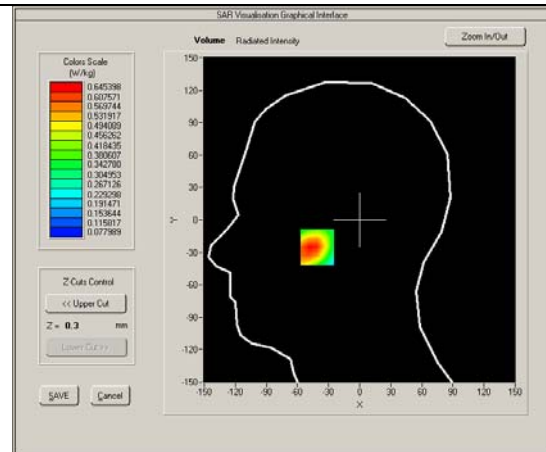 SAR Visualisation Graphical Interface
Volume Radiated Intensity
Zoom In/Out
Colors Scale
(W/kg)
0.645398
0.607571
0.569744
0.531917
0.494089
0.456262
0.418435
0.380607
0.342780
0.304953
0.267126
0.229298
0.191471
0.153644
0.115817
0.077989
150
120
90
60
30
0
-30
-60
-90
-120
-150
Y
-150 -120 -90 -60 -30 0 30 60 90 120 150
X
Z Cuts Control
<< Upper Cut
Z = 0.3 mm
Lower Cut >>
SAVE Cancel